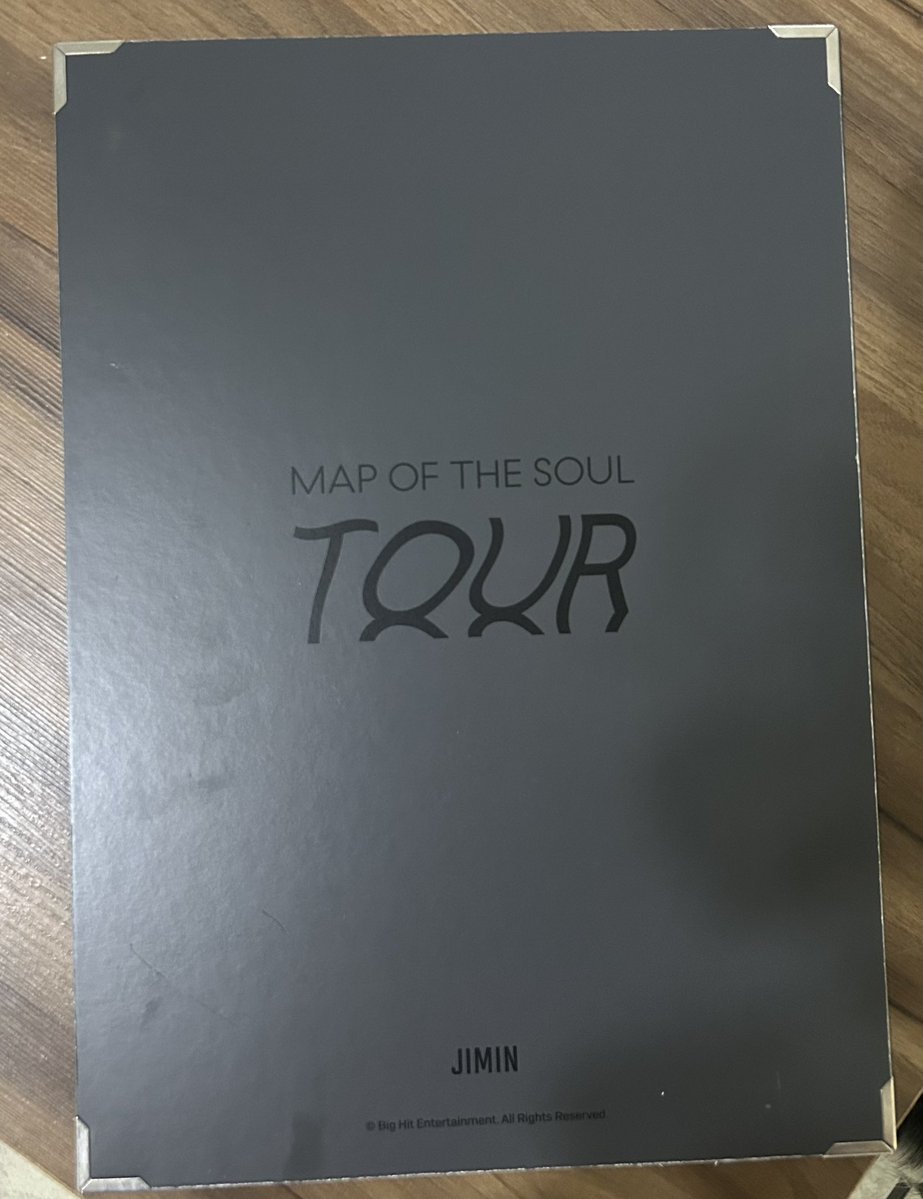 MAP OF THE SOUL
TOUR
JIMIN
© Big Hit Entertainment. All Rights Reserved